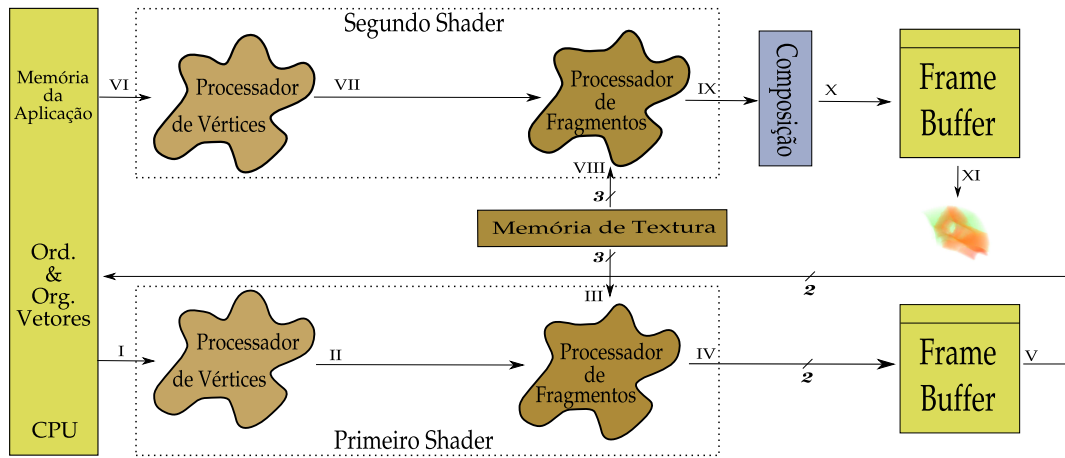 Segundo Shader
Memória
da
Aplicação
VI
Processador
de Vértices
VII
Processador
de
Fragmentos
IX
Composição
X
Frame
Buffer
VIII
3
XI
Memória de Textura
3
Ord.
&
Org.
Vetores
2
III
I
Processador
de Vértices
II
Processador
de
Fragmentos
IV
2
Frame
Buffer
V
CPU
Primeiro Shader